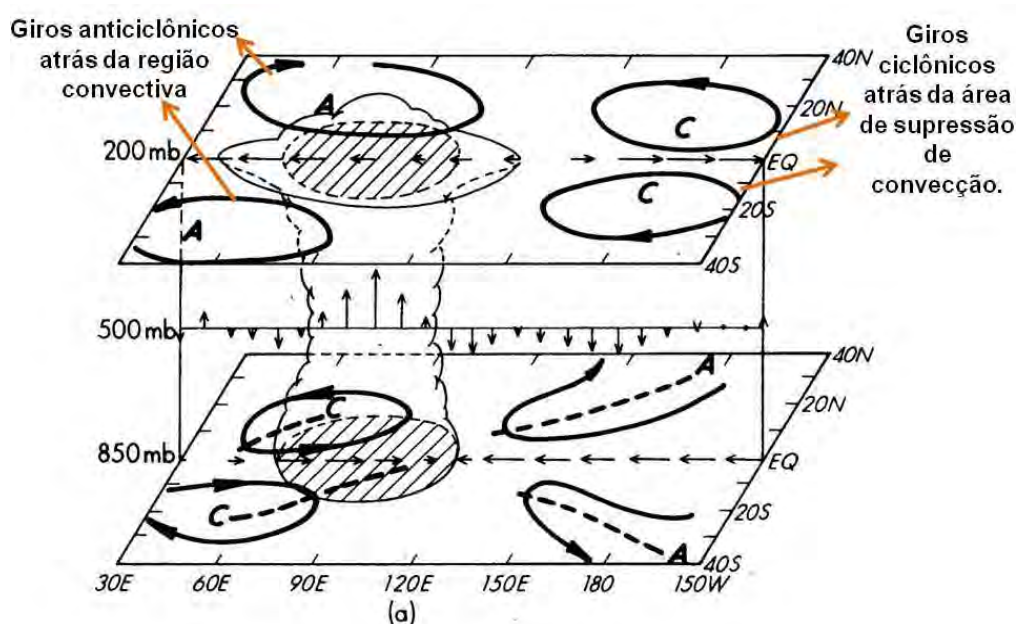 Giros anticiclônicos
atrás da região
convectiva
Giros
ciclônicos
atrás da área
de supressão
de
convecção.
40N
20N
EQ
20S
40S
200mb
A
A
C
C
500mb
40N
20N
EQ
20S
40S
850mb
C
C
A
A
30E 60E 90E 120E 150E 180 150W
(a)